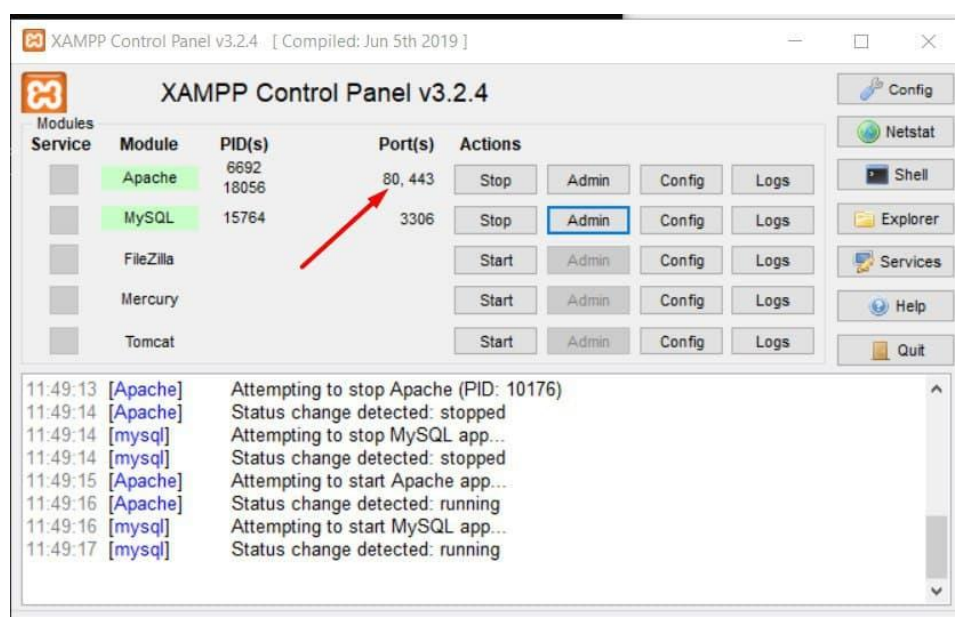 XAMPP Control Panel v3.2.4 [ Compiled: Jun 5th 2019 ]
XAMPP Control Panel v3.2.4
Config
Modules
Service Module PID(s) Port(s) Actions
Netstat
Apache 6692 18056 80, 443 Stop Admin Config Logs
Shell
MySQL 15764 3306 Stop Admin Config Logs
Explorer
FileZilla Start Admin Config Logs
Services
Mercury Start Admin Config Logs
Help
Tomcat Start Admin Config Logs
Quit
11:49:13 [Apache] Attempting to stop Apache (PID: 10176)
11:49:14 [Apache] Status change detected: stopped
11:49:14 [mysql] Attempting to stop MySQL app...
11:49:14 [mysql] Status change detected: stopped
11:49:15 [Apache] Attempting to start Apache app...
11:49:16 [Apache] Status change detected: running
11:49:16 [mysql] Attempting to start MySQL app...
11:49:17 [mysql] Status change detected: running